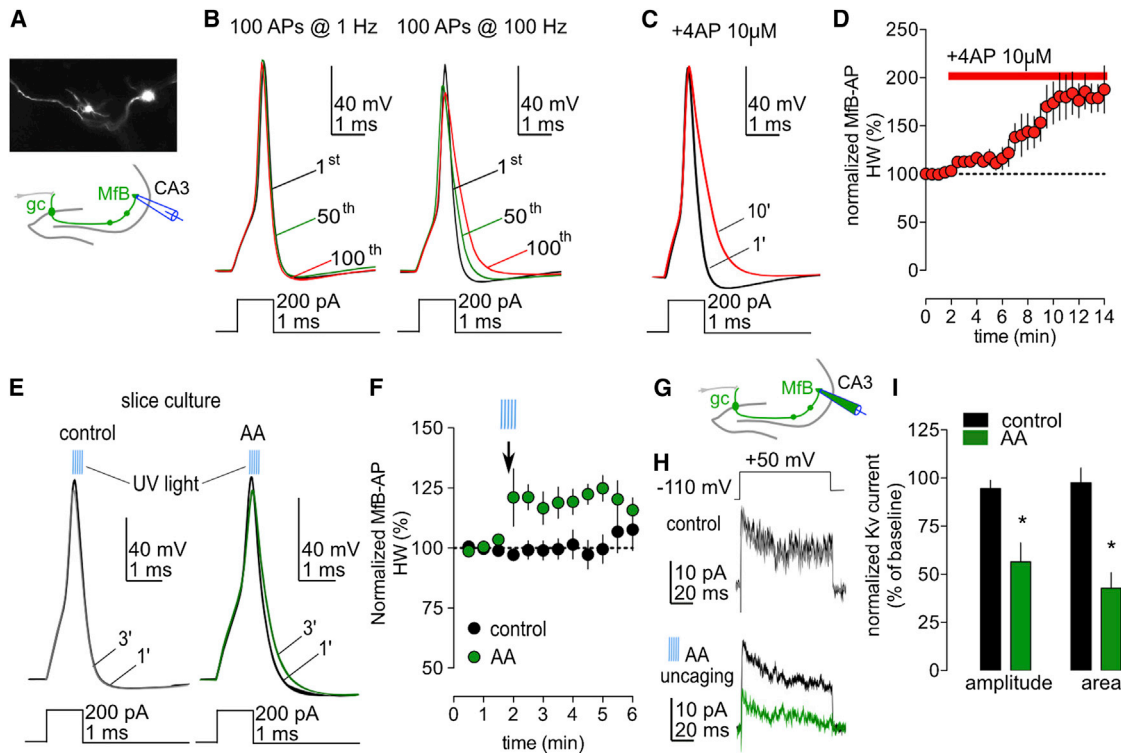 A
gc
MfB
CA3
B
100 APs @ 1 Hz
40 mV
1 ms
1st
50th
100th
200 pA
1 ms
100 APs @ 100 Hz
40 mV
1 ms
1st
50th
100th
200 pA
1 ms
C
+4AP 10µM
40 mV
1 ms
10'
1'
200 pA
1 ms
D
+4AP 10µM
normalized MfB-AP
HW (%)
250
200
150
100
50
0
0 2 4 6 8 10 12 14
time (min)
E
slice culture
control
AA
UV light
40 mV
1 ms
40 mV
1 ms
3'
1'
3'
1'
200 pA
1 ms
200 pA
1 ms
F
Normalized MfB-AP
HW (%)
150
125
100
75
50
control
AA
0 1 2 3 4 5 6
time (min)
G
gc
MfB
CA3
H
+50 mV
-110 mV
control
10 pA
20 ms
AA
uncaging
10 pA
20 ms
I
control
AA
normalized Kv current
(% of baseline)
125
100
75
50
25
0
*
*
amplitude
area